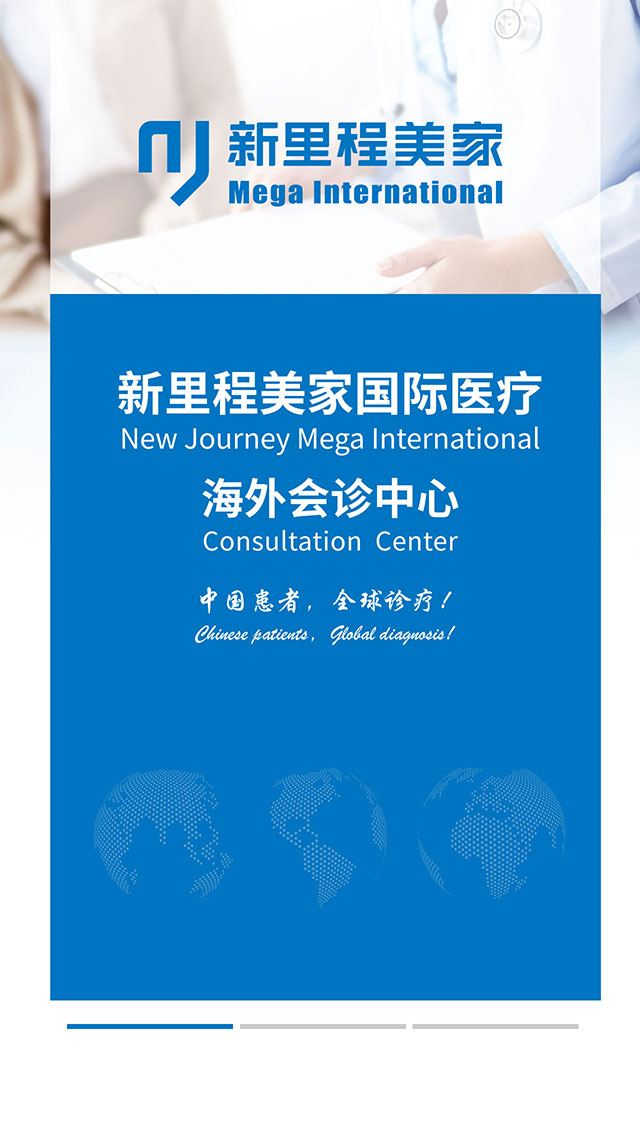 新里程美家
Mega International
新里程美家国际医疗
New Journey Mega International
海外会诊中心
Consultation Center
中国患者，全球诊疗！
Chinese patients, Global diagnosis!